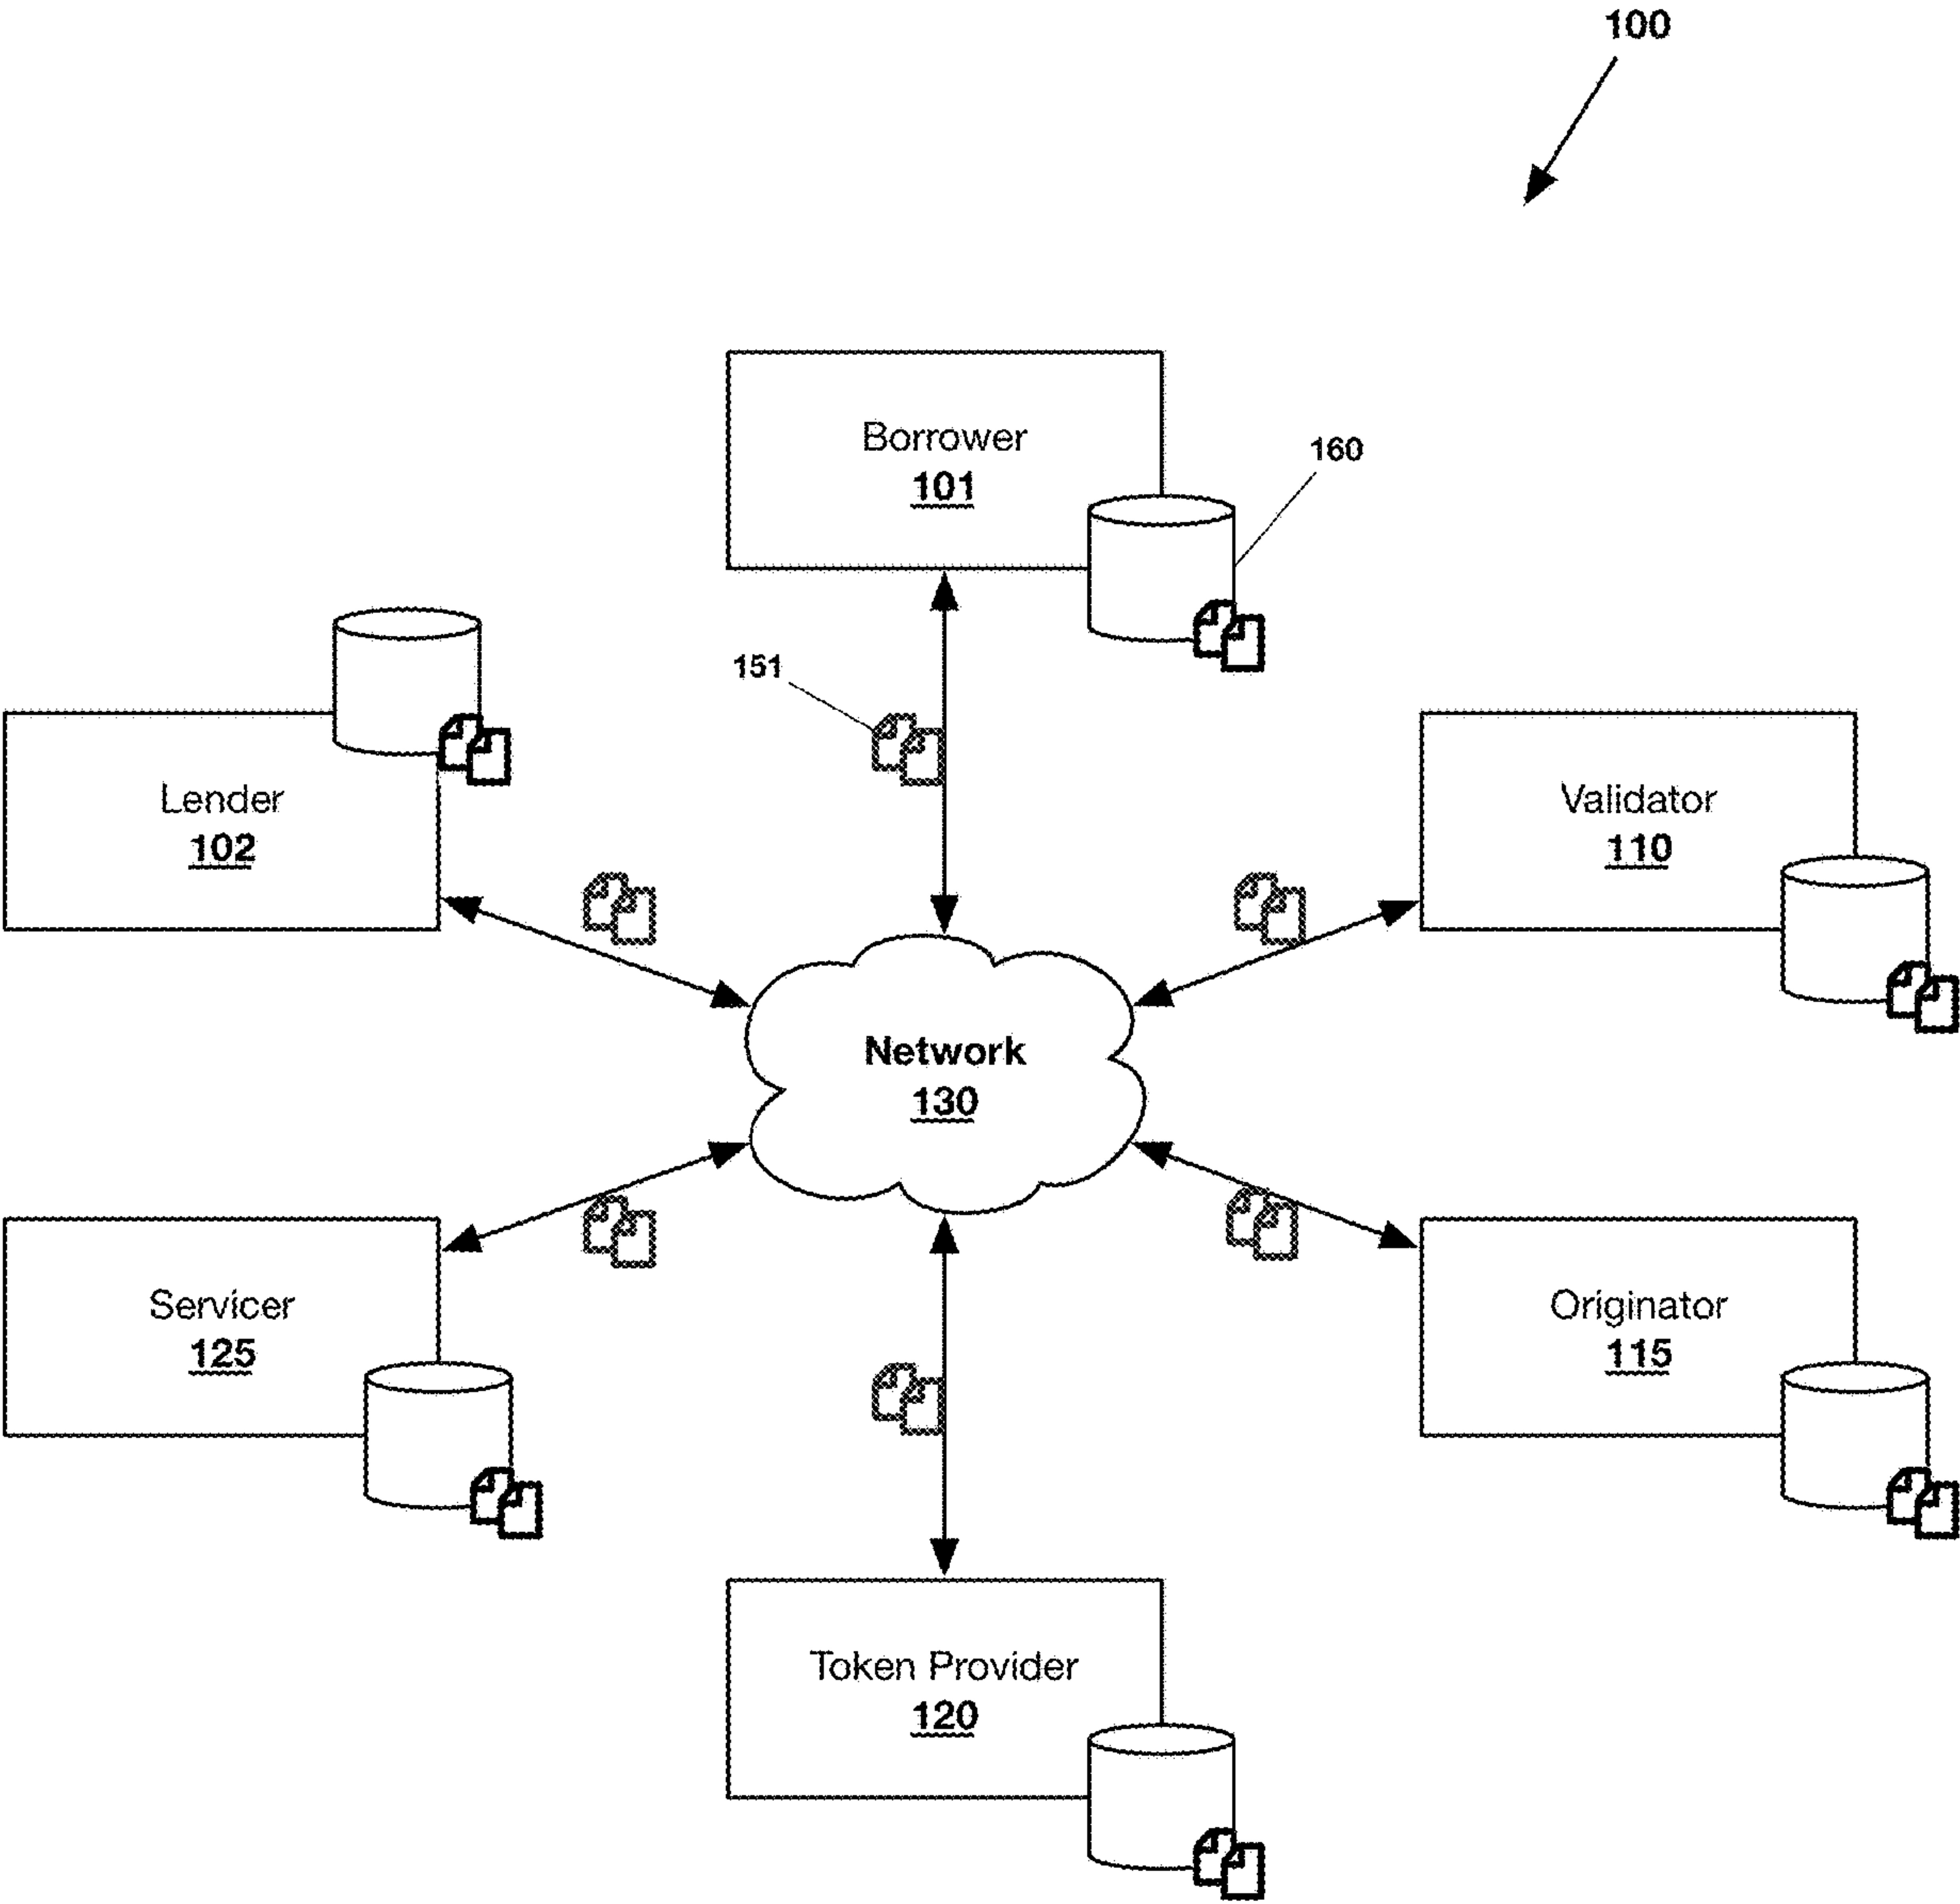 100
Borrower
101
160
151
Lender
102
Validator
110
Network
130
Servicer
125
Originator
115
Token Provider
120